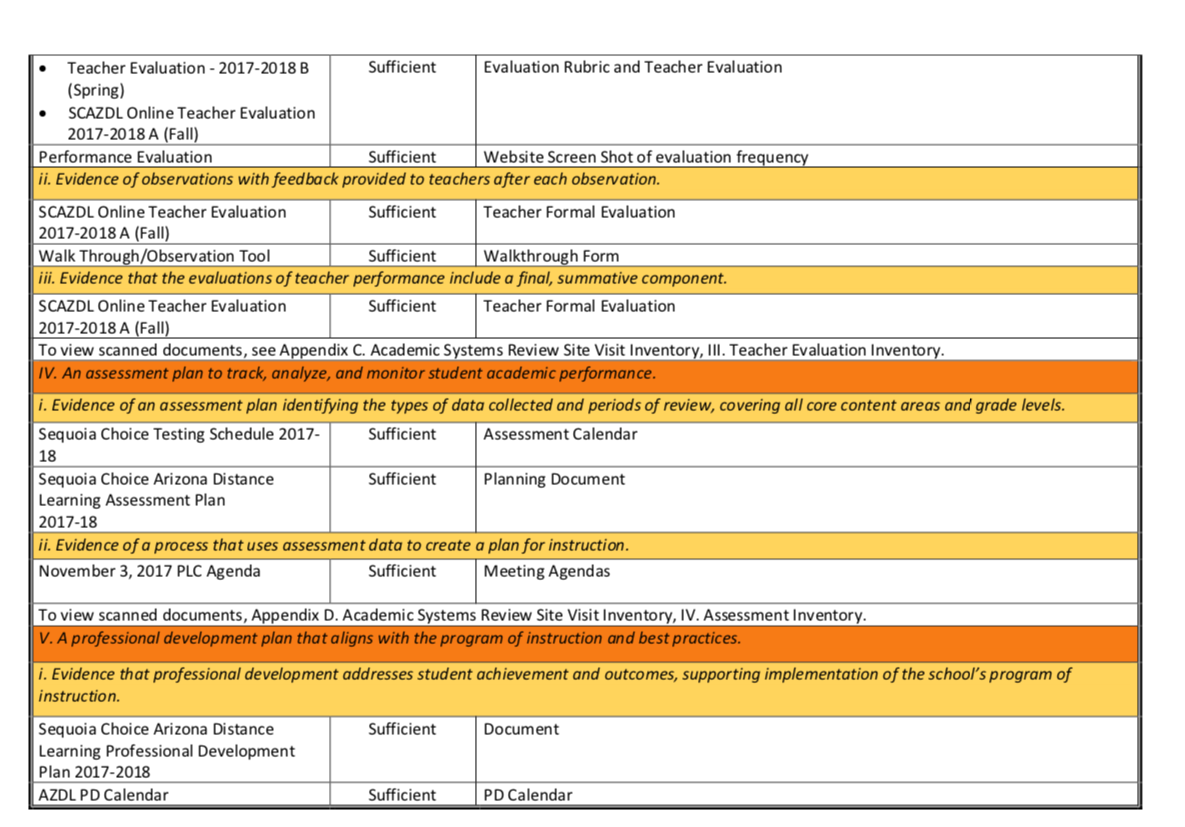 • Teacher Evaluation - 2017-2018 B
(Spring)
• SCAZDL Online Teacher Evaluation
2017-2018 A (Fall)
Sufficient
Evaluation Rubric and Teacher Evaluation
Performance Evaluation
Sufficient
Website Screen Shot of evaluation frequency
ii. Evidence of observations with feedback provided to teachers after each observation.
SCAZDL Online Teacher Evaluation
2017-2018 A (Fall)
Sufficient
Teacher Formal Evaluation
Walk Through/Observation Tool
Sufficient
Walkthrough Form
iii. Evidence that the evaluations of teacher performance include a final, summative component.
SCAZDL Online Teacher Evaluation
2017-2018 A (Fall)
Sufficient
Teacher Formal Evaluation
To view scanned documents, see Appendix C. Academic Systems Review Site Visit Inventory, III. Teacher Evaluation Inventory.
IV. An assessment plan to track, analyze, and monitor student academic performance.
i. Evidence of an assessment plan identifying the types of data collected and periods of review, covering all core content areas and grade levels.
Sequoia Choice Testing Schedule 2017-
18
Sufficient
Assessment Calendar
Sequoia Choice Arizona Distance
Learning Assessment Plan
2017-18
Sufficient
Planning Document
ii. Evidence of a process that uses assessment data to create a plan for instruction.
November 3, 2017 PLC Agenda
Sufficient
Meeting Agendas
To view scanned documents, Appendix D. Academic Systems Review Site Visit Inventory, IV. Assessment Inventory.
V. A professional development plan that aligns with the program of instruction and best practices.
i. Evidence that professional development addresses student achievement and outcomes, supporting implementation of the school's program of
instruction.
Sequoia Choice Arizona Distance
Learning Professional Development
Plan 2017-2018
Sufficient
Document
AZDL PD Calendar
Sufficient
PD Calendar